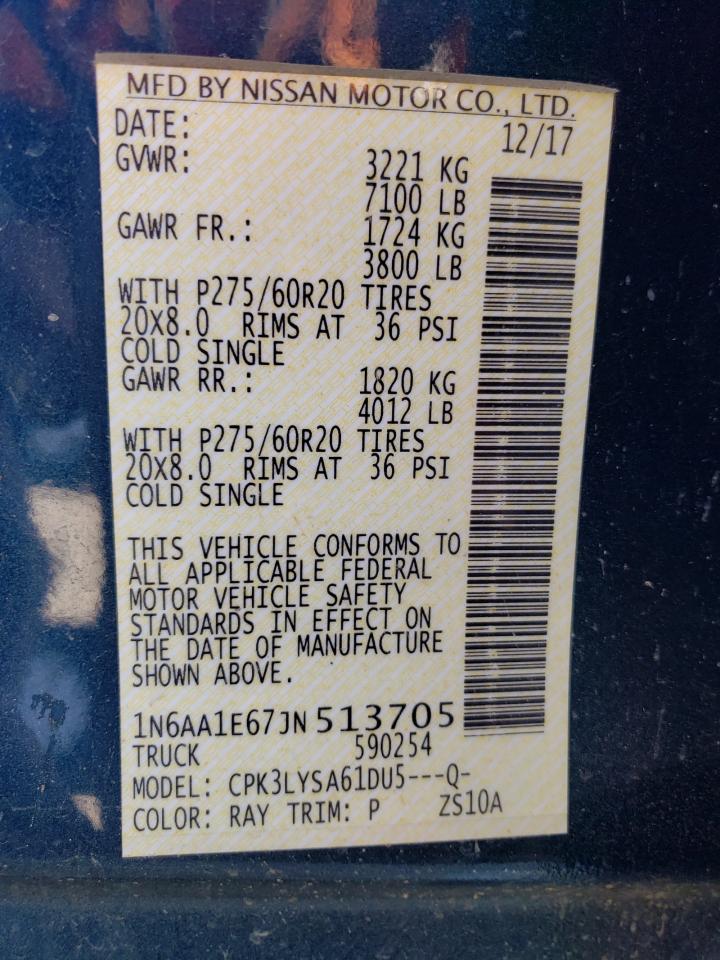 MFD BY NISSAN MOTOR CO., LTD.
DATE: 12/17
GVWR: 3221 KG
7100 LB
GAWR FR.: 1724 KG
3800 LB
WITH P275/60R20 TIRES
20X8.0 RIMS AT 36 PSI
COLD SINGLE
GAWR RR.: 1820 KG
4012 LB
WITH P275/60R20 TIRES
20X8.0 RIMS AT 36 PSI
COLD SINGLE
THIS VEHICLE CONFORMS TO
ALL APPLICABLE FEDERAL
MOTOR VEHICLE SAFETY
STANDARDS IN EFFECT ON
THE DATE OF MANUFACTURE
SHOWN ABOVE.
1N6AA1E67JN 513705
TRUCK 590254
MODEL: CPK3LYSA61DU5---Q-
COLOR: RAY TRIM: P ZS10A